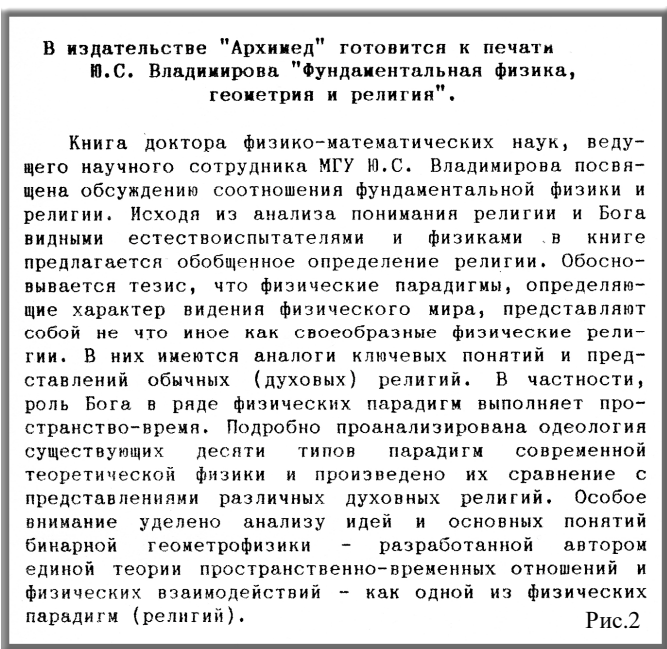 В издательстве "Архимед" готовится к печати
Ю.С. Владимирова "Фундаментальная физика,
геометрия и религия".
Книга доктора физико-математических наук, веду-
щего научного сотрудника МГУ Ю.С. Владимирова посвя-
щена обсуждению соотношения фундаментальной физики и
религии. Исходя из анализа понимания религии и Бога
видными естествоиспытателями и физиками в книге
предлагается обобщенное определение религии. Обосно-
вывается тезис, что физические парадигмы, определяю-
щие характер видения физического мира, представляют
собой не что иное как своеобразные физические рели-
гии. В них имеются аналоги ключевых понятий и пред-
ставлений обычных (духовых) религий. В частности,
роль Бога в ряде физических парадигм выполняет про-
странство-время. Подробно проанализирована одеология
существующих десяти типов парадигм современной
теоретической физики и произведено их сравнение с
представлениями различных духовных религий. Особое
внимание уделено анализу идей и основных понятий
бинарной геометрофизики - разработанной автором
единой теории пространственно-временных отношений и
физических взаимодействий - как одной из физических
парадигм (религий).
Рис.2